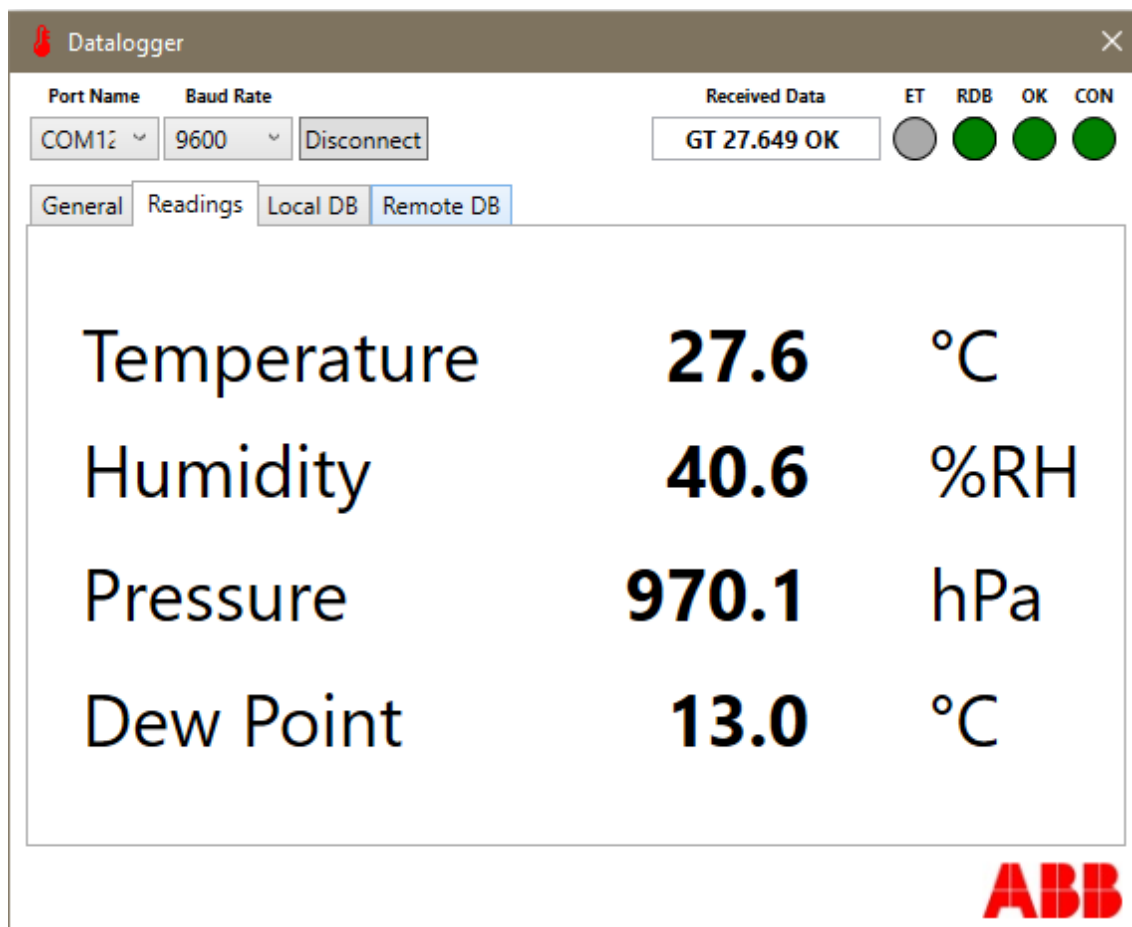 Datalogger
Port Name Baud Rate Received Data ET RDB OK CON
COM12 9600 Disconnect GT 27.649 OK
General Readings Local DB Remote DB
Temperature 27.6 °C
Humidity 40.6 %RH
Pressure 970.1 hPa
Dew Point 13.0 °C
ABB